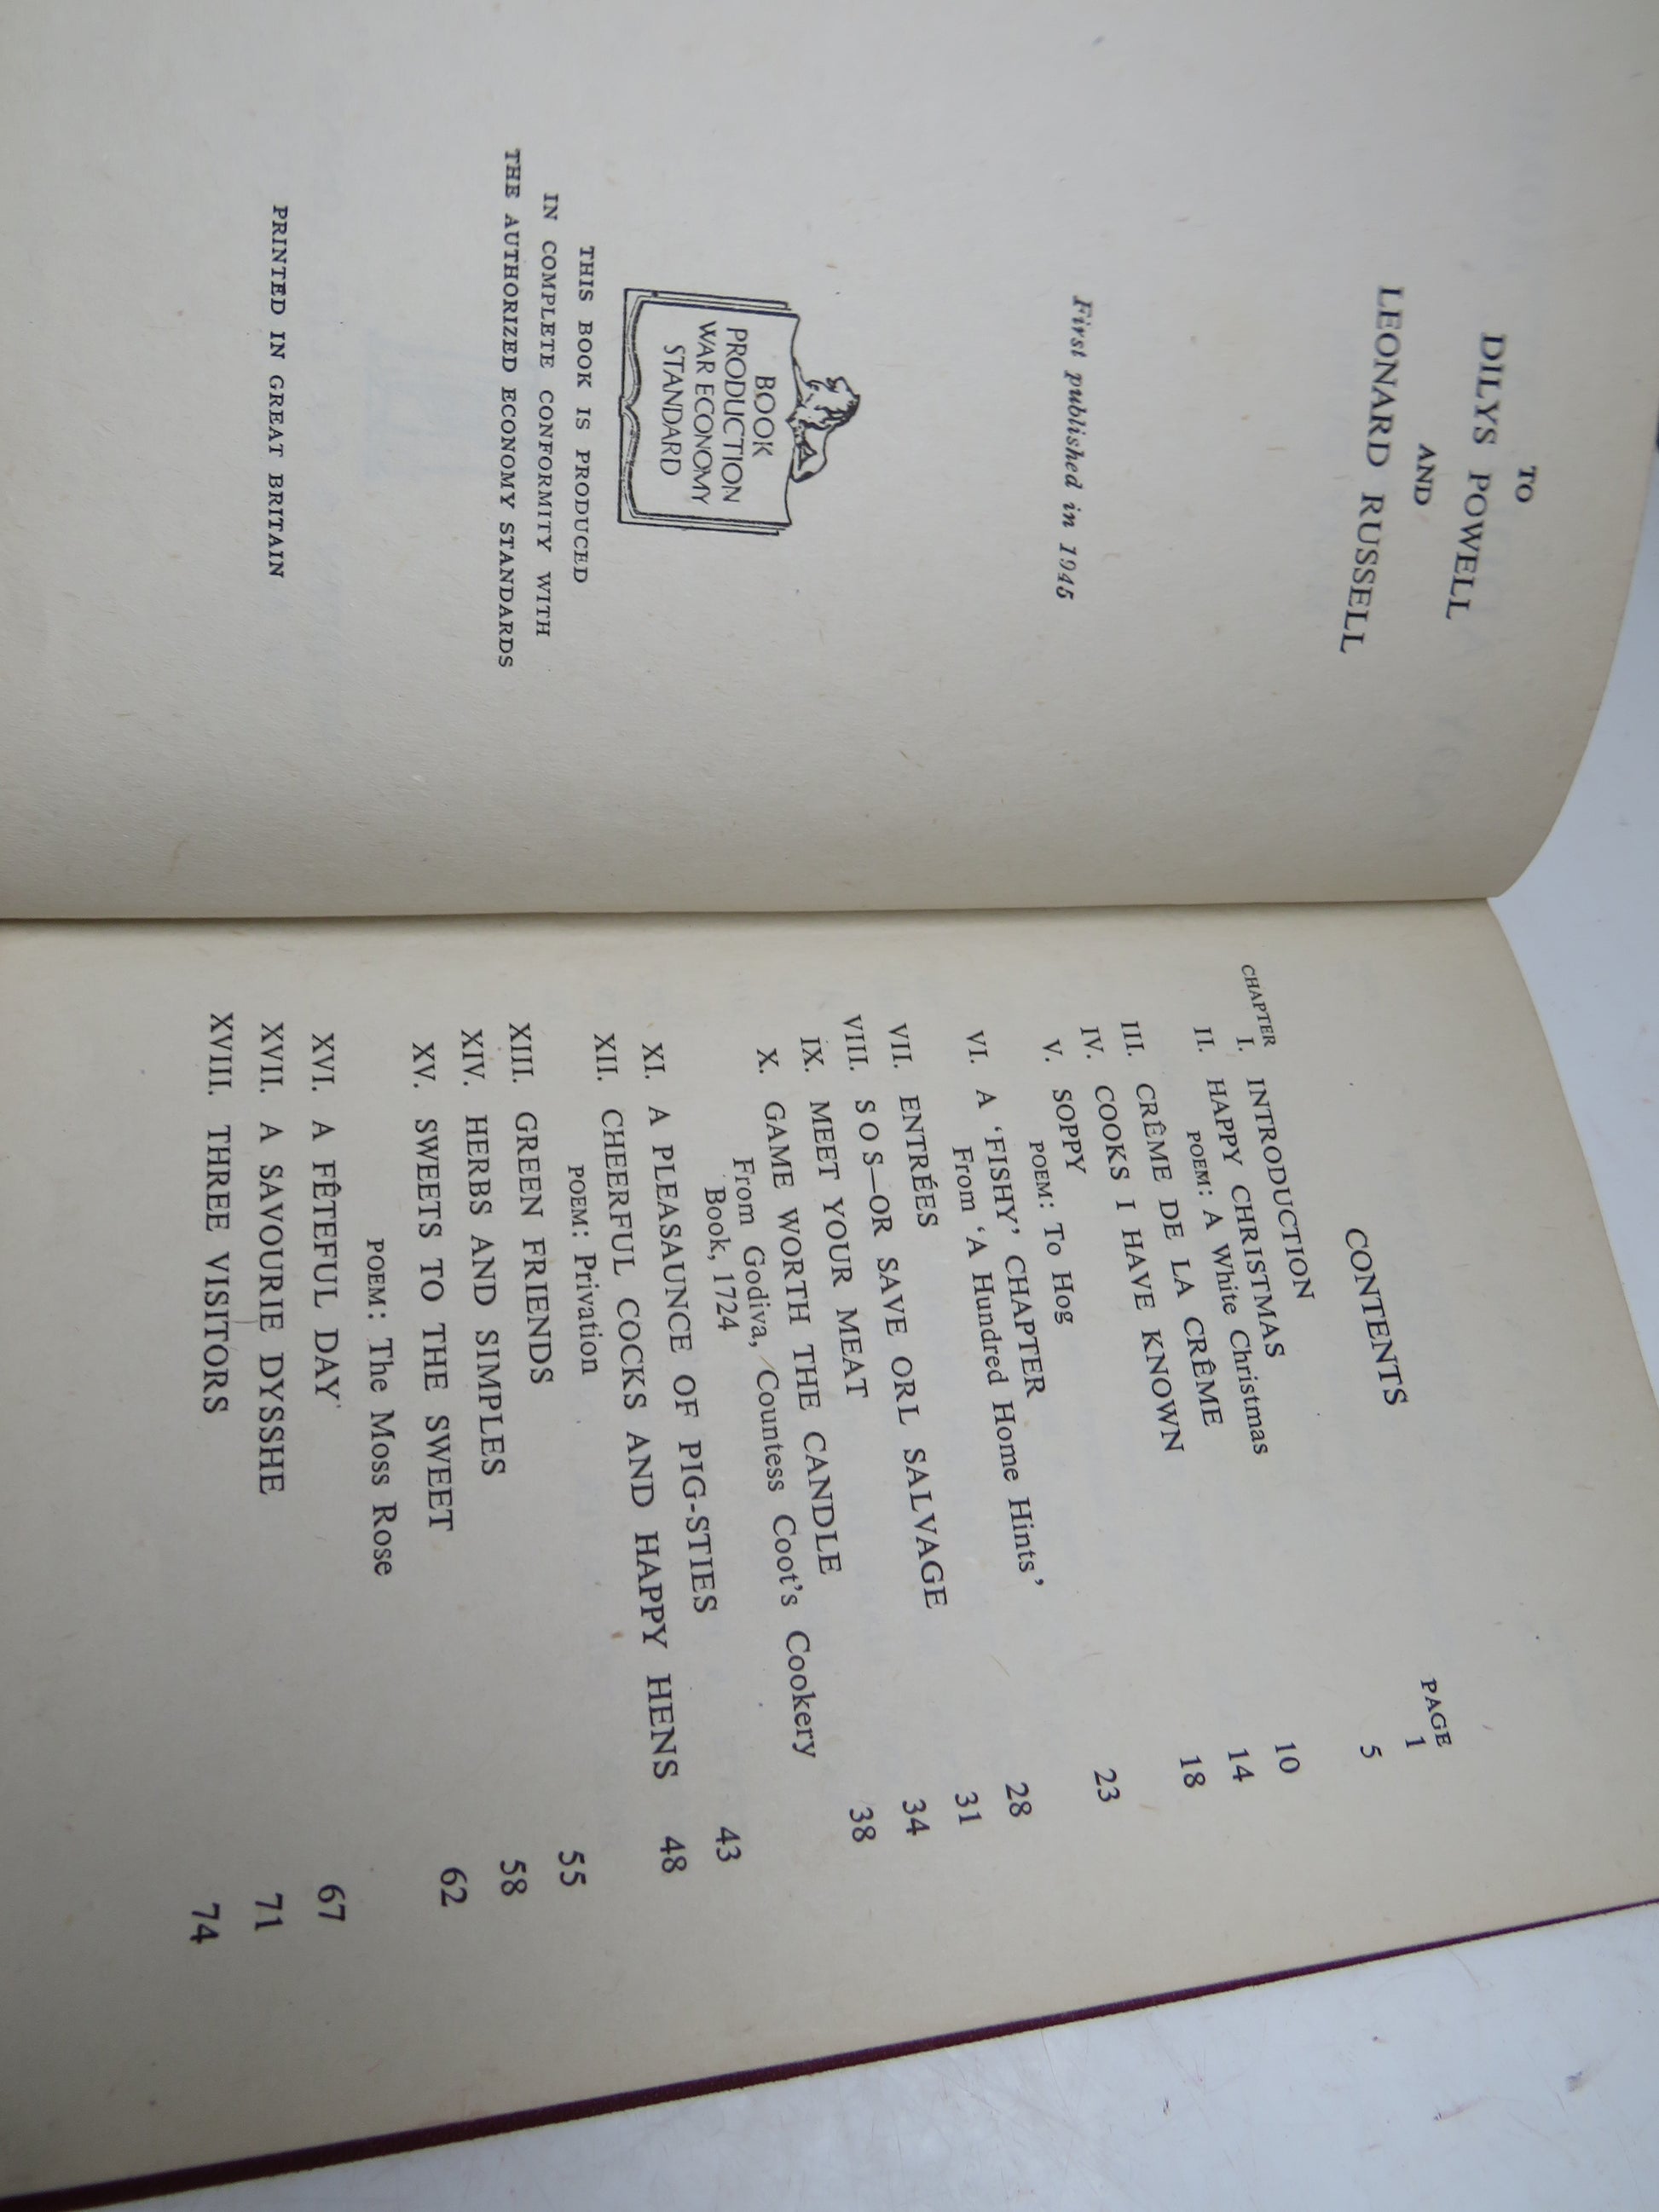 TO
DILYS POWELL
AND
LEONARD RUSSELL
First published in 1945
BOOK
PRODUCTION
WAR ECONOMY
STANDARD
THIS BOOK IS PRODUCED
IN COMPLETE CONFORMITY WITH
THE AUTHORIZED ECONOMY STANDARDS
PRINTED IN GREAT BRITAIN
CONTENTS
CHAPTER PAGE
I. INTRODUCTION 1
II. HAPPY CHRISTMAS 5
POEM: A White Christmas
III. CRÊME DE LA CRÊME 10
IV. COOKS I HAVE KNOWN 14
V. SOPPY 18
POEM: To Hog
VI. A ‘FISHY’ CHAPTER 23
From ‘A Hundred Home Hints’
VII. ENTRÉES 28
VIII. S O S—OR SAVE ORL SALVAGE 31
IX. MEET YOUR MEAT 34
X. GAME WORTH THE CANDLE 38
From Godiva, Countess Coot's Cookery
Book, 1724
XI. A PLEASAUNCE OF PIG-STIES 43
XII. CHEERFUL COCKS AND HAPPY HENS 48
POEM: Privation
XIII. GREEN FRIENDS 55
XIV. HERBS AND SIMPLES 58
XV. SWEETS TO THE SWEET 62
POEM: The Moss Rose
XVI. A FÊTEFUL DAY 67
XVII. A SAVOURIE DYSSHE 71
XVIII. THREE VISITORS 74